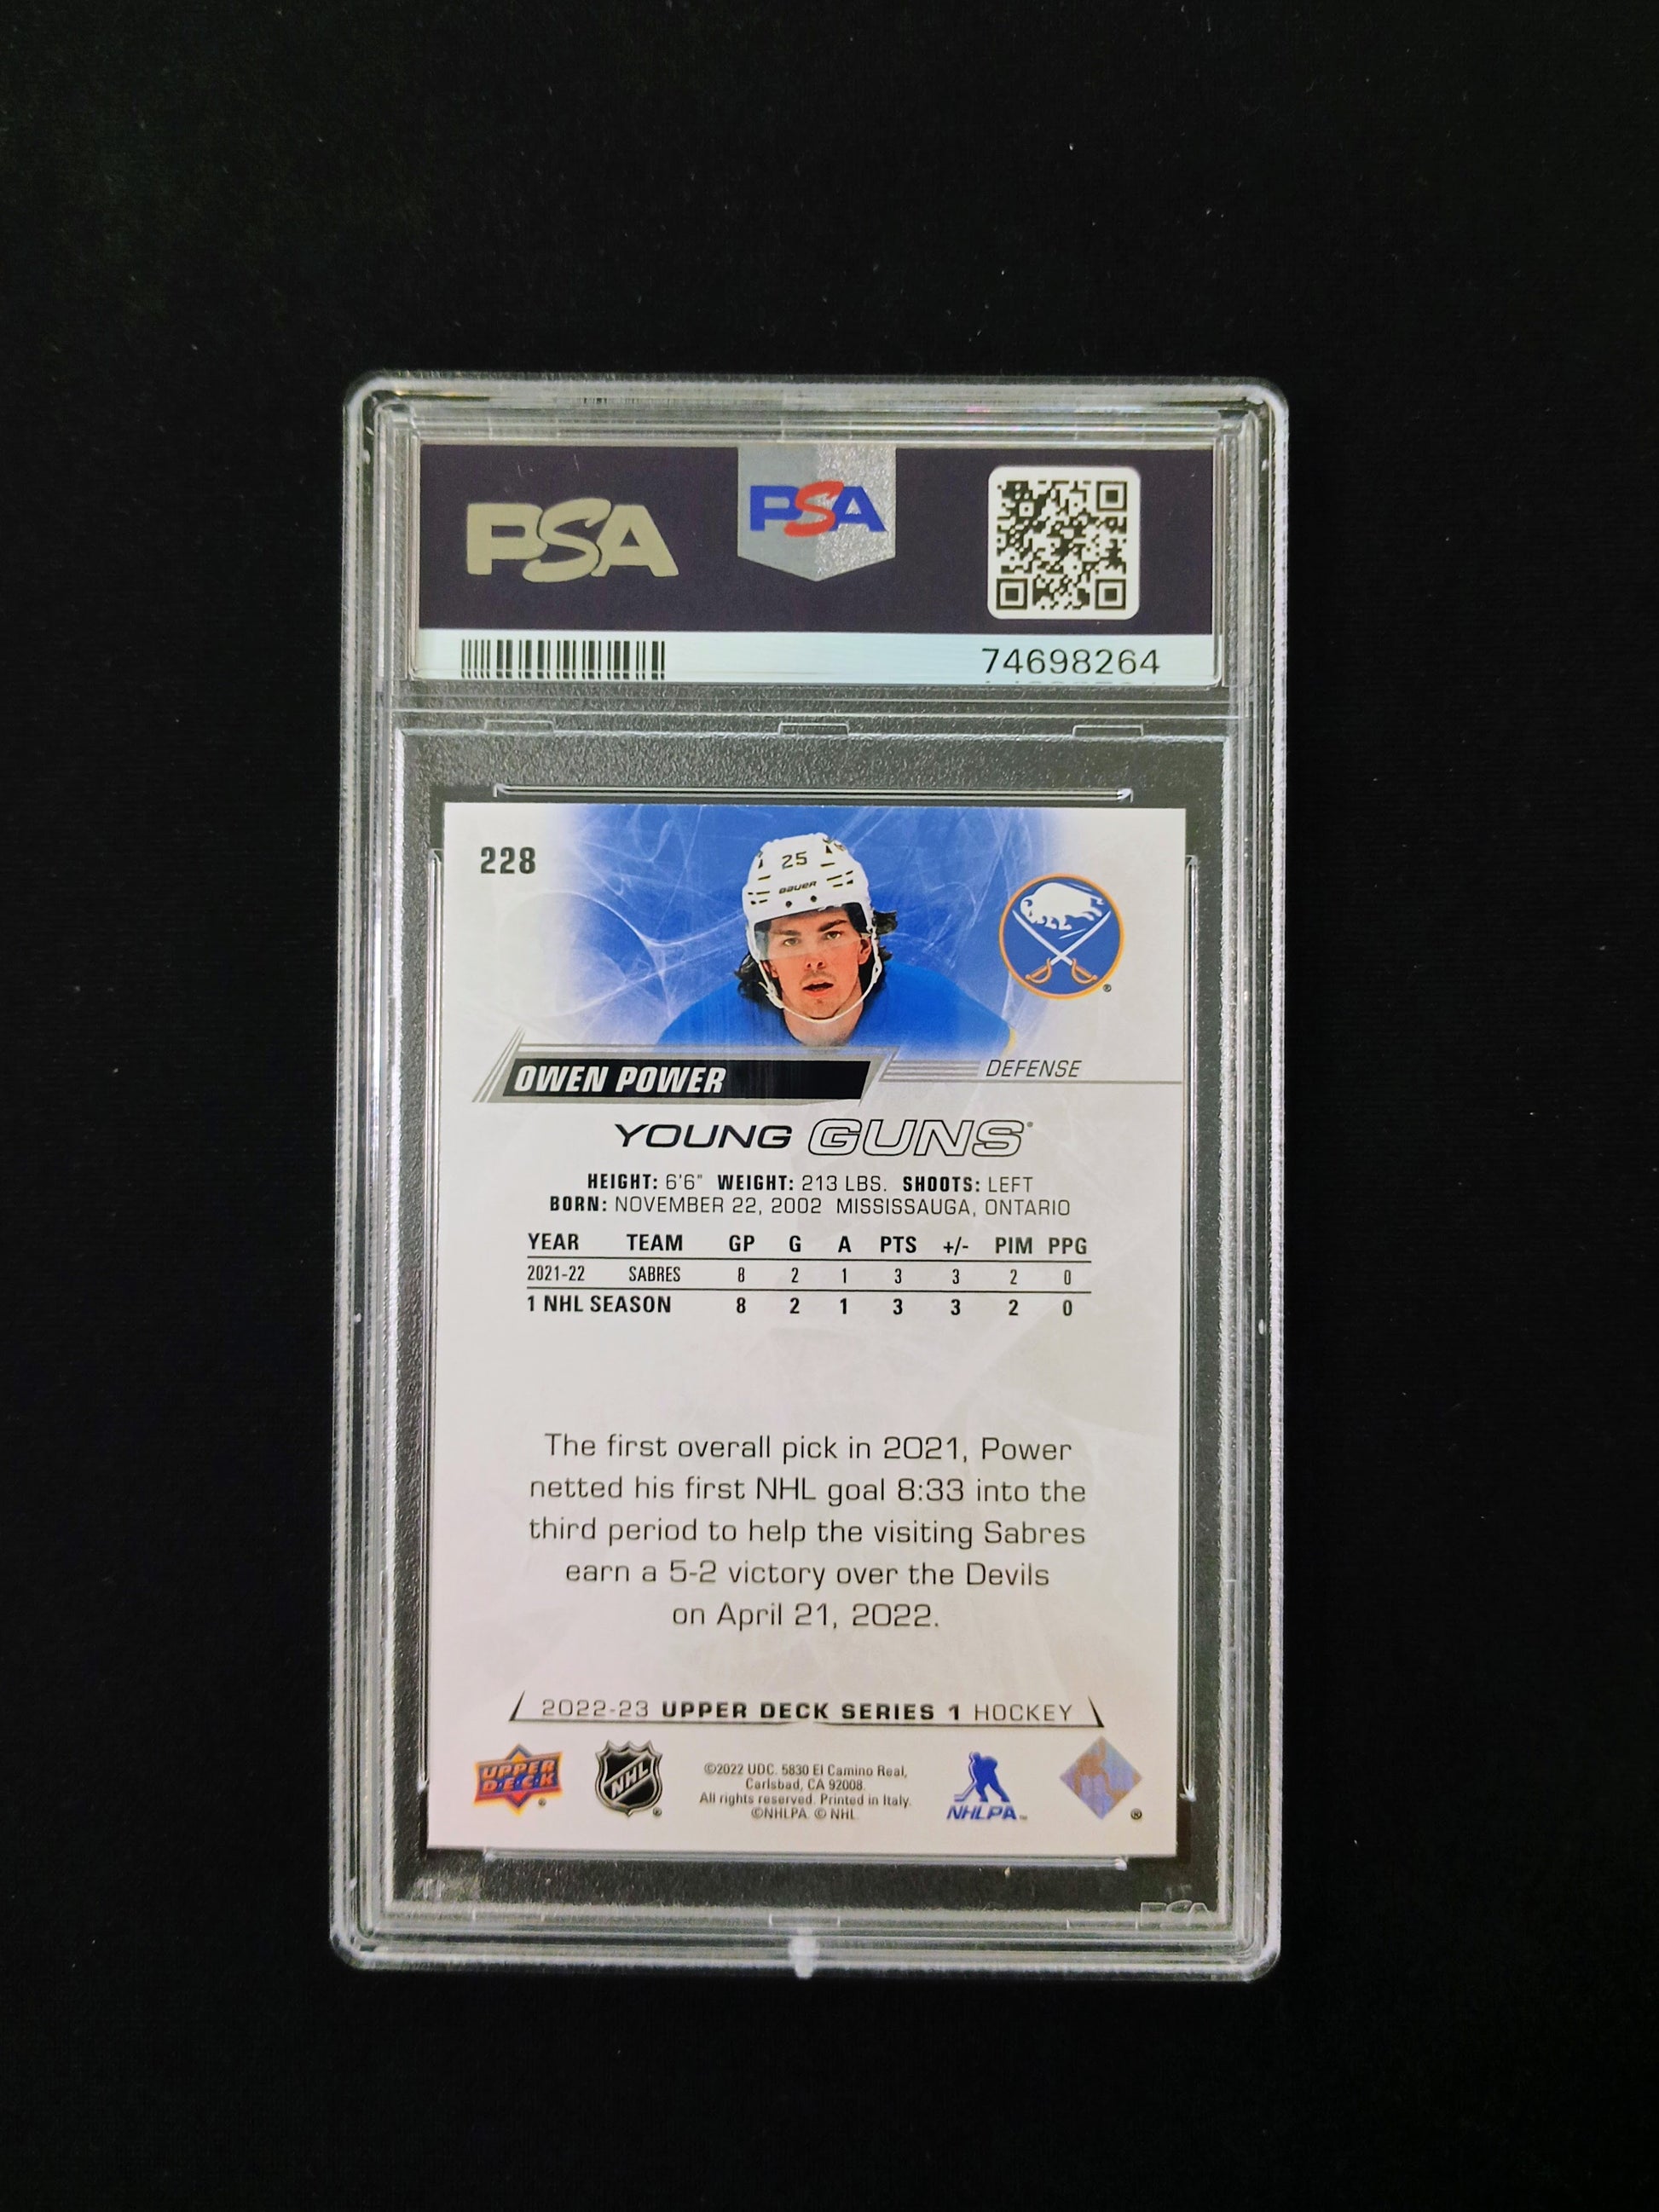 PSA
PSA
74698264
228
25
BAUER
OWEN POWER
DEFENSE
YOUNG GUNS
HEIGHT: 6'6" WEIGHT: 213 LBS. SHOOTS: LEFT
BORN: NOVEMBER 22, 2002 MISSISSAUGA, ONTARIO
YEAR TEAM GP G A PTS +/- PIM PPG
2021-22 SABRES 8 2 1 3 3 2 0
1 NHL SEASON 8 2 1 3 3 2 0
The first overall pick in 2021, Power
netted his first NHL goal 8:33 into the
third period to help the visiting Sabres
earn a 5-2 victory over the Devils
on April 21, 2022.
2022-23 UPPER DECK SERIES 1 HOCKEY
UPPER
DECK
NHL
©2022 UDC. 5830 El Camino Real,
Carlsbad, CA 92008.
All rights reserved. Printed in Italy.
©NHLPA © NHL
NHLPA™
PSA